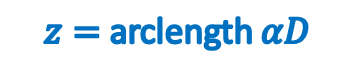 z = arclength αD